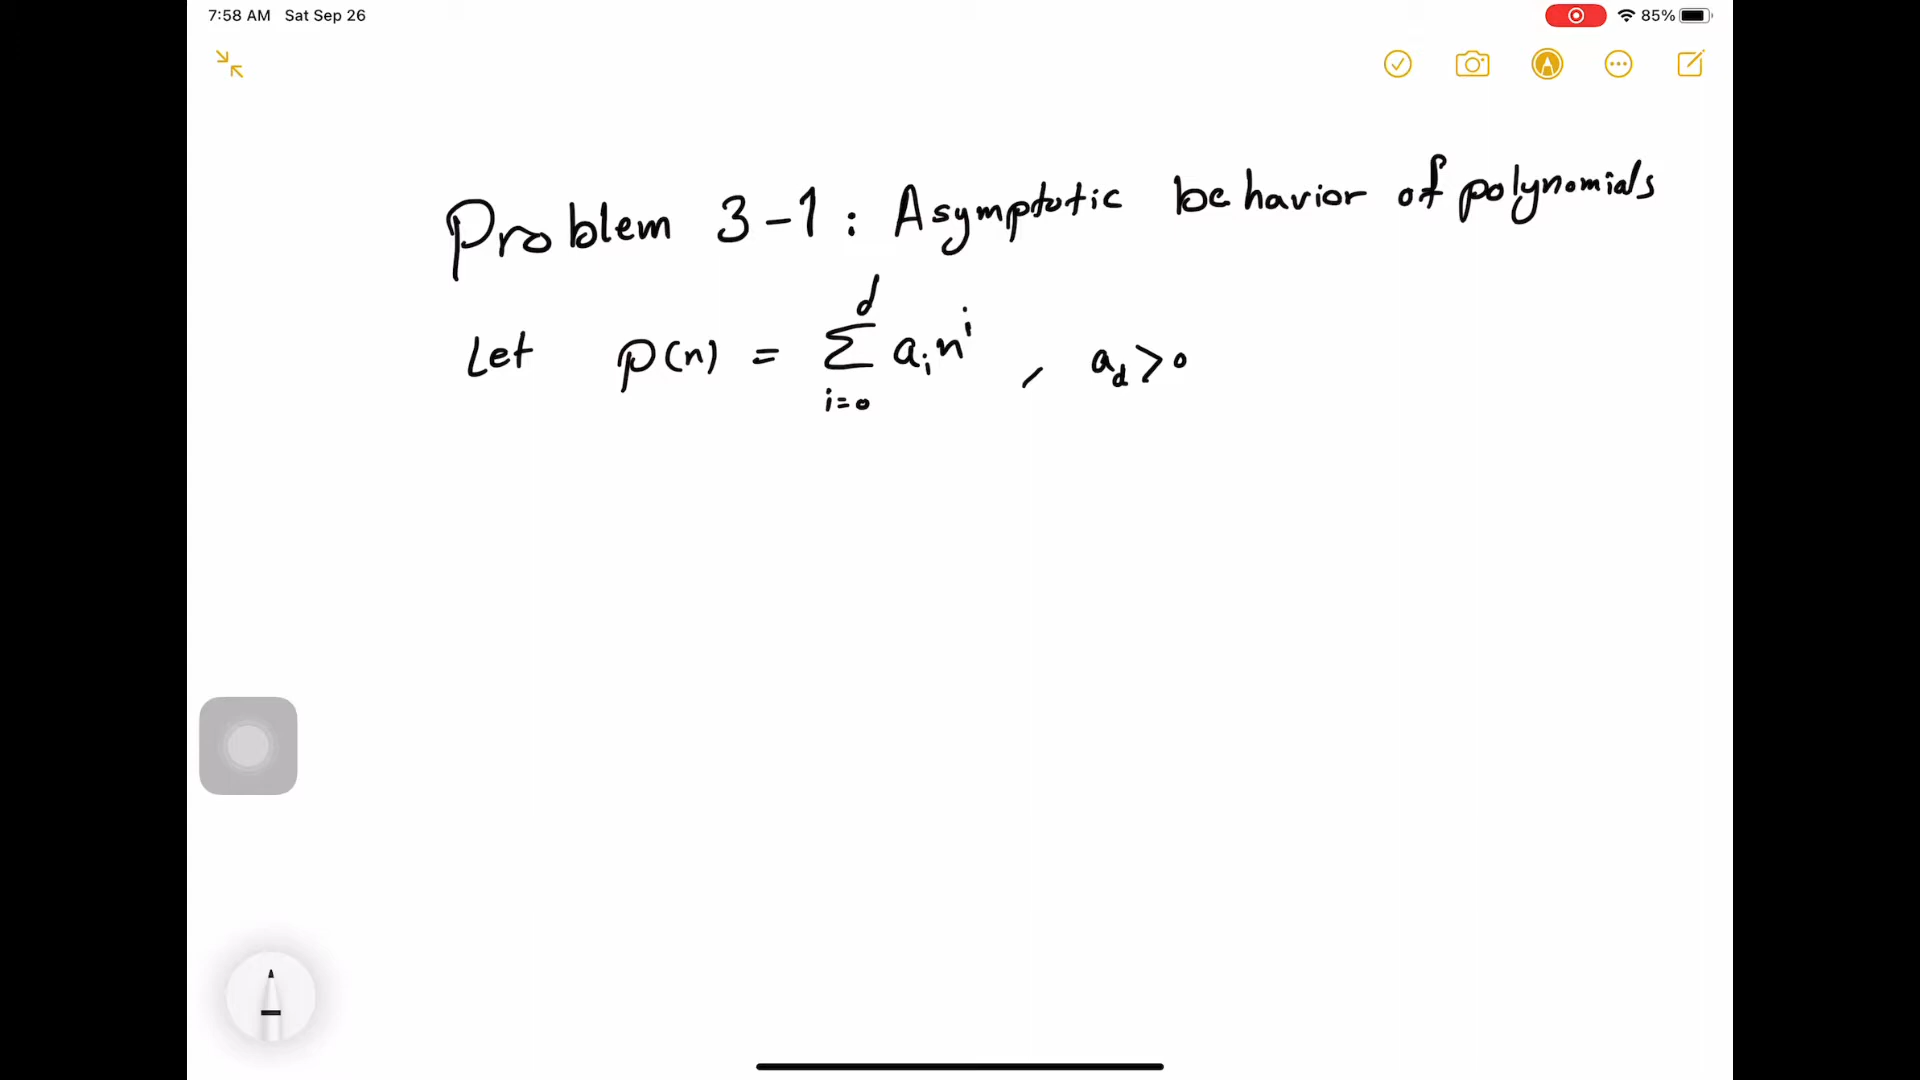 7:58 AM Sat Sep 26
85%
Problem 3-1: Asymptotic behavior of polynomials
Let p(n) = ∑_{i=0}^{d} a_i n^i , a_d > 0